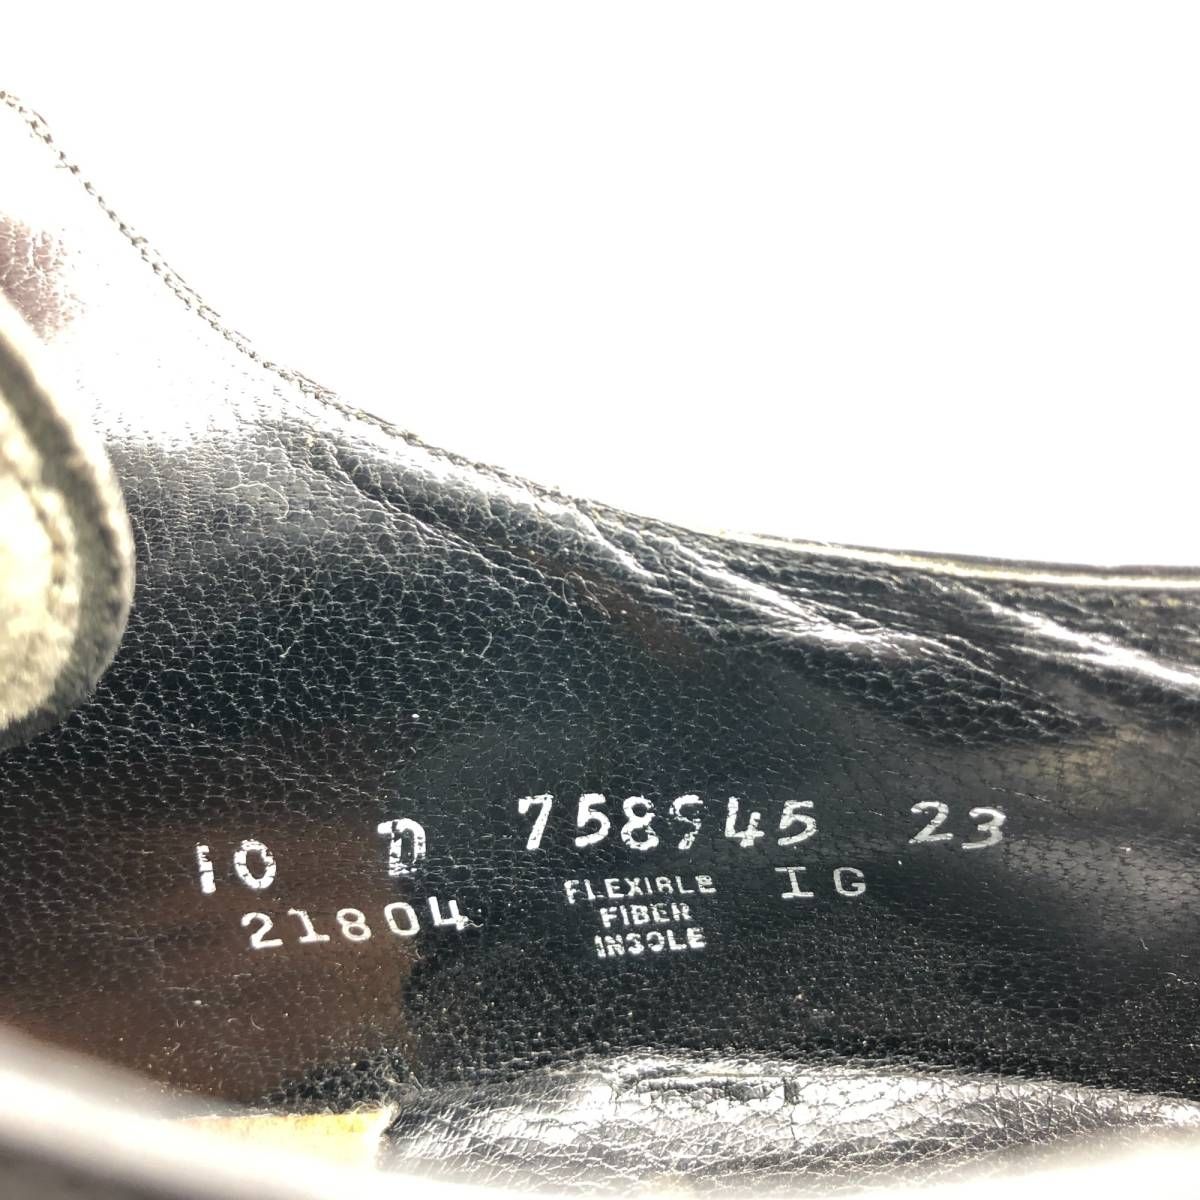 10 D 758945 23
21804 FLEXIBLE IG
FIBER
INSOLE